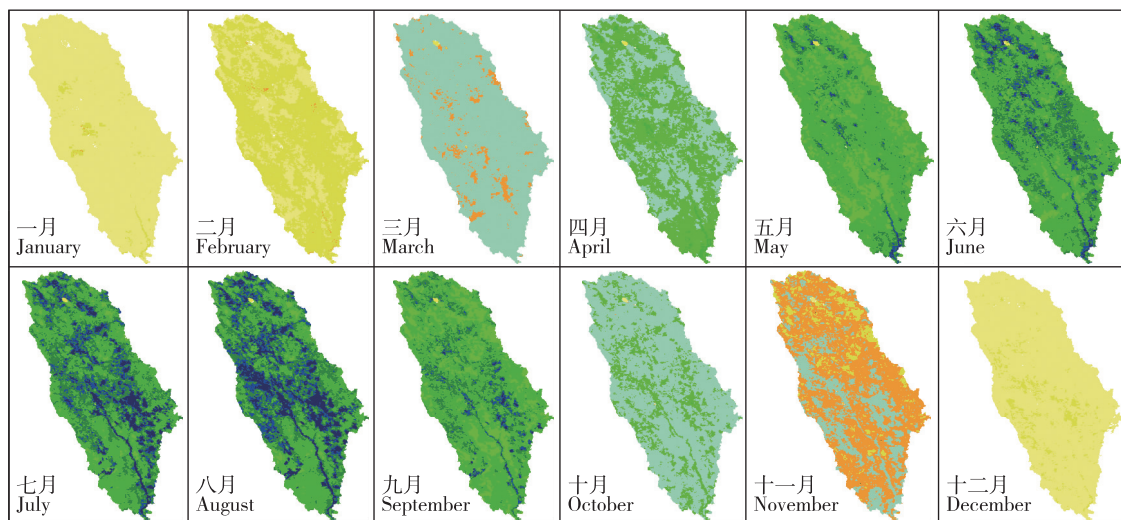 一月
January
二月
February
三月
March
四月
April
五月
May
六月
June
七月
July
八月
August
九月
September
十月
October
十一月
November
十二月
December